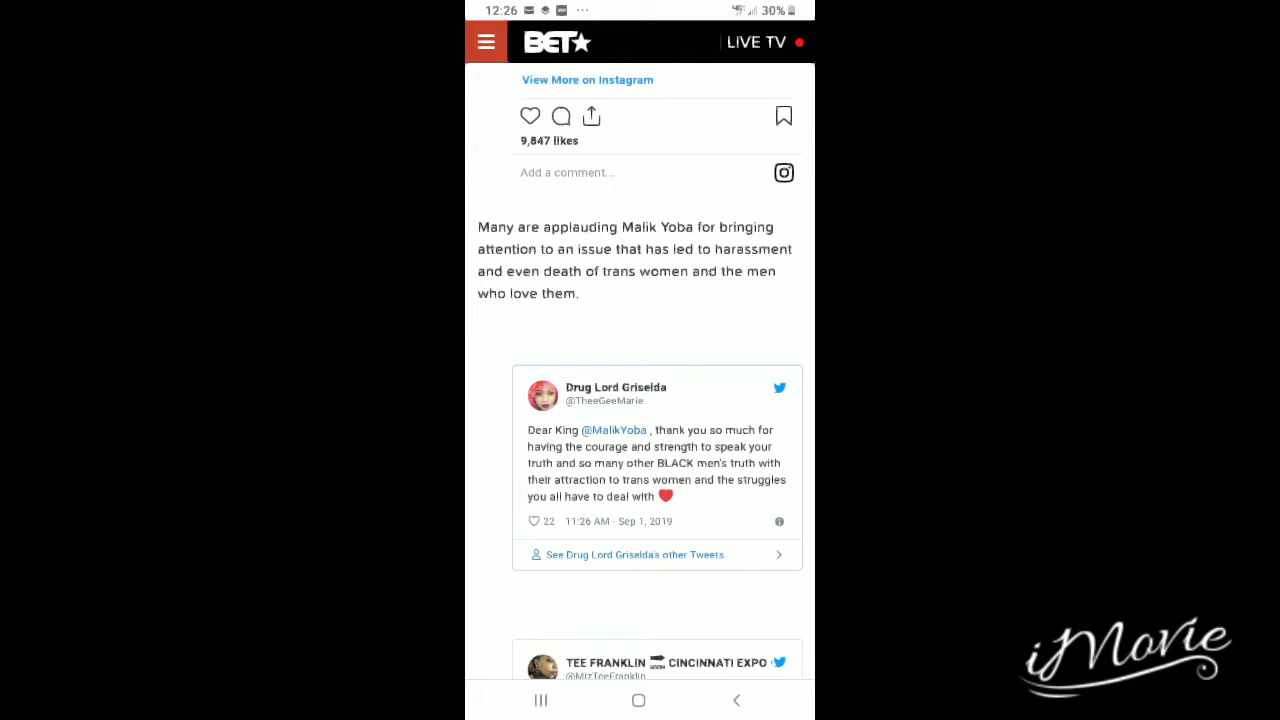 12:26
30%
BET
LIVE TV
View More on Instagram
9,847 likes
Add a comment...
Many are applauding Malik Yoba for bringing
attention to an issue that has led to harassment
and even death of trans women and the men
who love them.
Drug Lord Griselda
@TheeGeeMarie
Dear King @MalikYoba , thank you so much for
having the courage and strength to speak your
truth and so many other BLACK men's truth with
their attraction to trans women and the struggles
you all have to deal with ❤️
22 11:26 AM · Sep 1, 2019
See Drug Lord Griselda's other Tweets
TEE FRANKLIN 🔜 CINCINNATI EXPO
@MizTeeFranklin
iMovie